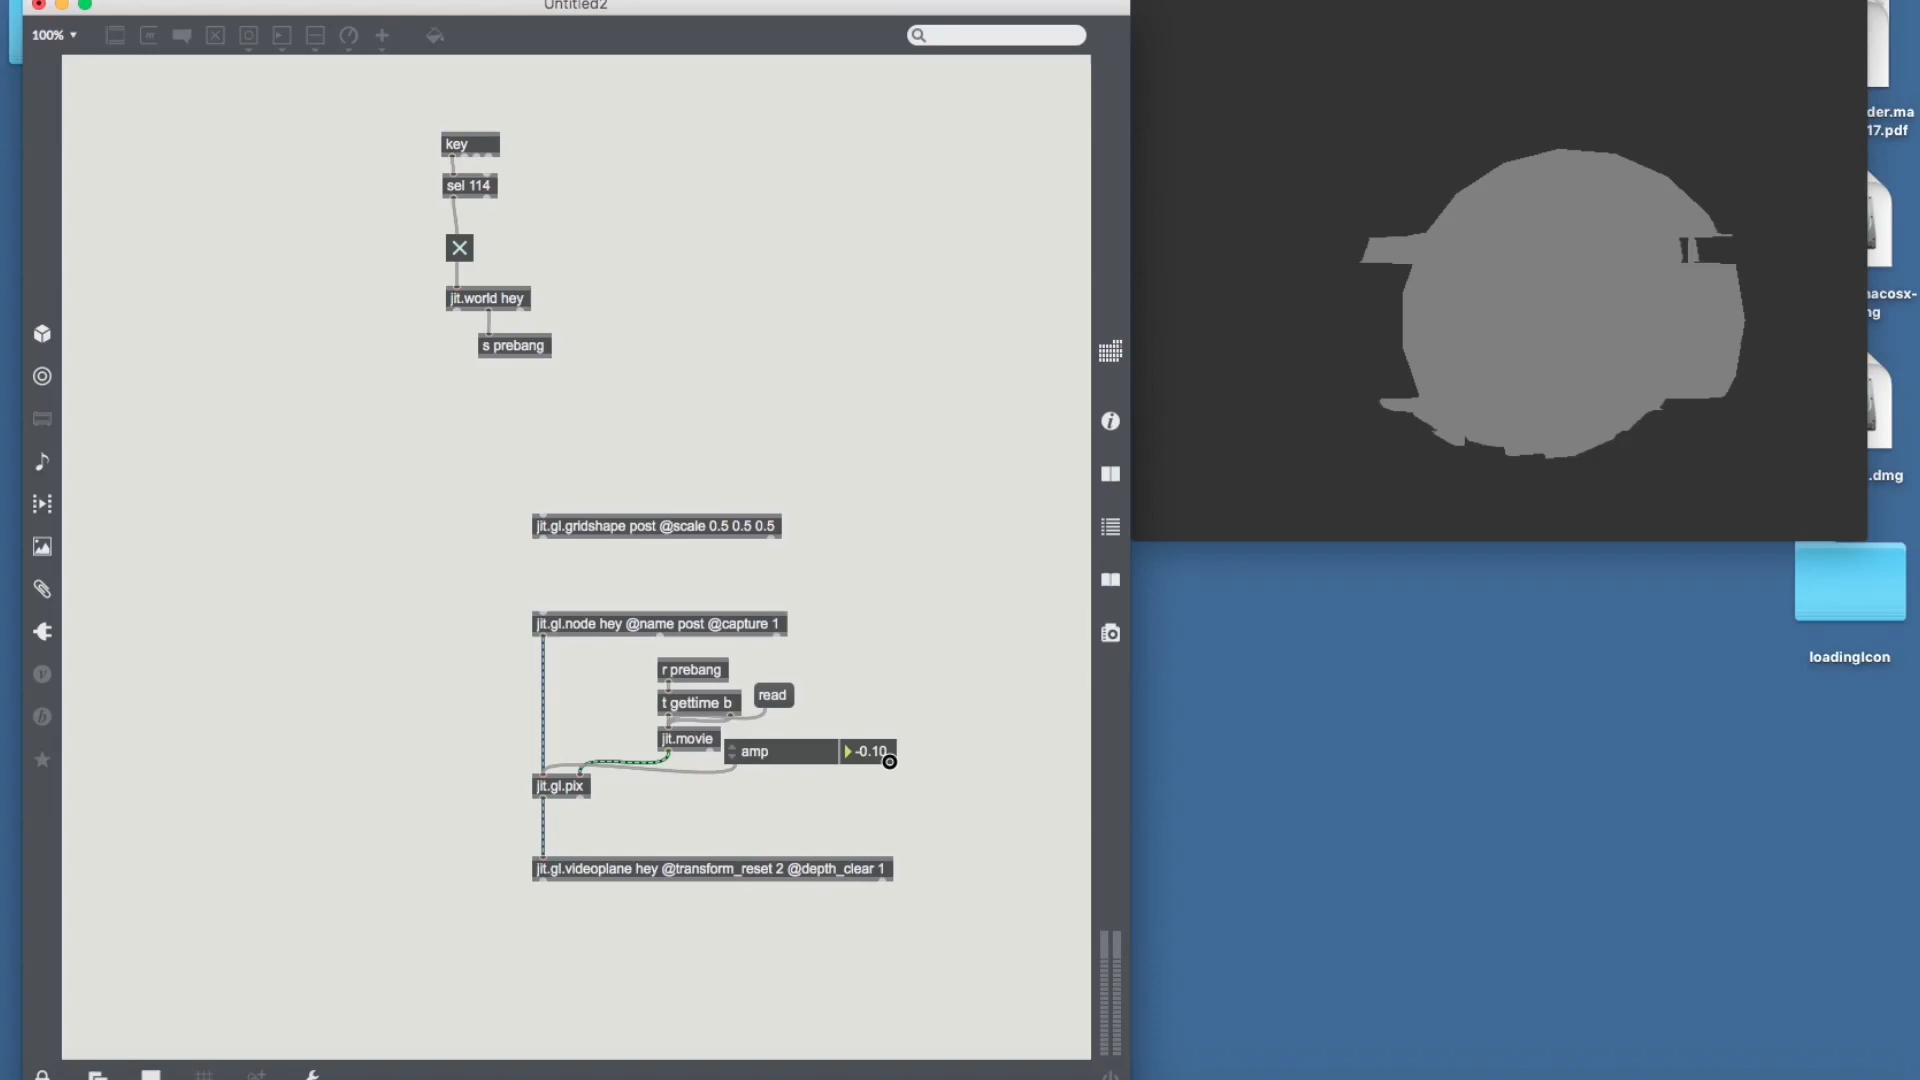 Untitled2
100%
key
sel 114
jit.world hey
s prebang
jit.gl.gridshape post @scale 0.5 0.5 0.5
jit.gl.node hey @name post @capture 1
r prebang
t gettime b
read
jit.movie
amp
-0.10
jit.gl.pix
jit.gl.videoplane hey @transform_reset 2 @depth_clear 1
der.ma
17.pdf
acosx-
ng
.dmg
loadingIcon